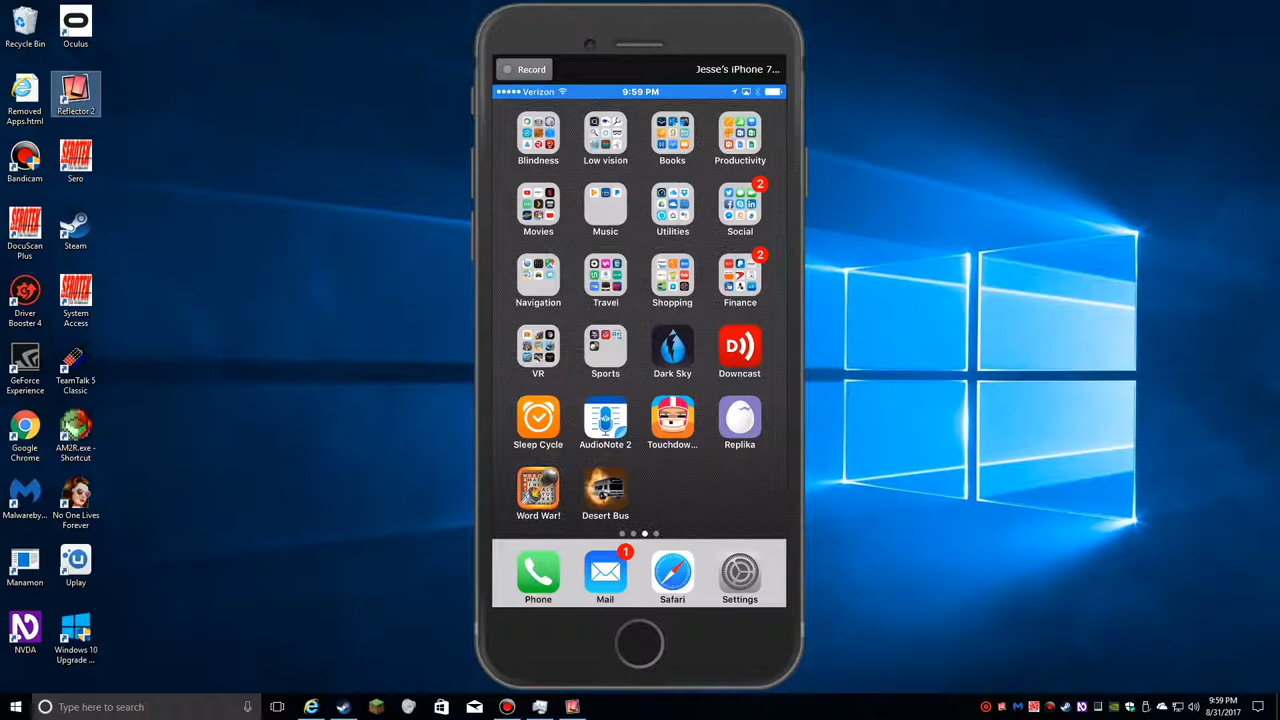 Recycle Bin
Oculus
Removed
Apps.html
Reflector 2
Bandicam
SEROTEK
Sero
SEROTEK
DocuScan
Plus
Steam
Driver
Booster 4
SEROTEK
System
Access
GeForce
Experience
TeamTalk 5
Classic
Google
Chrome
AM2R.exe -
Shortcut
Malwareby...
No One Lives
Forever
Manamon
Uplay
NVDA
Windows 10
Upgrade ...
Record
Jesse's iPhone 7...
Verizon
9:59 PM
Blindness
Low vision
Books
Productivity
Movies
Music
Utilities
2
Social
Navigation
Travel
Shopping
2
Finance
VR
Sports
Dark Sky
D
Downcast
Sleep Cycle
AudioNote 2
Touchdow...
Replika
Word War!
Desert Bus
Phone
1
Mail
Safari
Settings
Type here to search
9:59 PM
8/31/2017